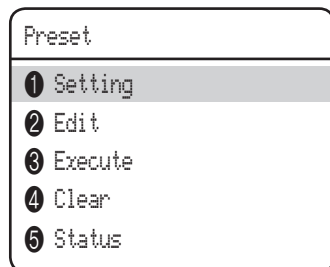 Preset
❶ Setting
❷ Edit
❸ Execute
❹ Clear
❺ Status